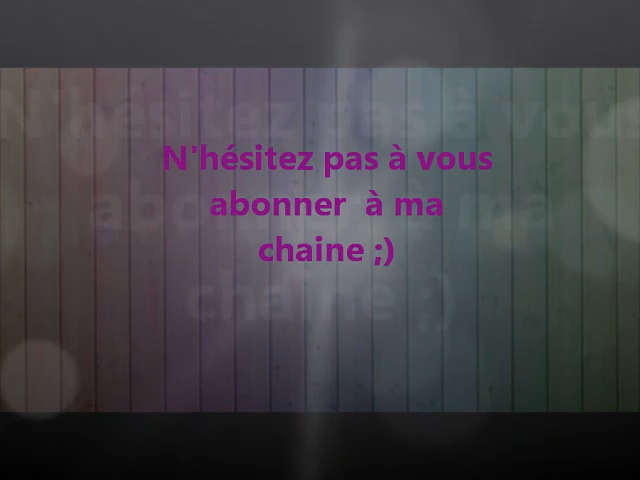 N'hésitez pas à vous
abonner  à ma
chaine ;)